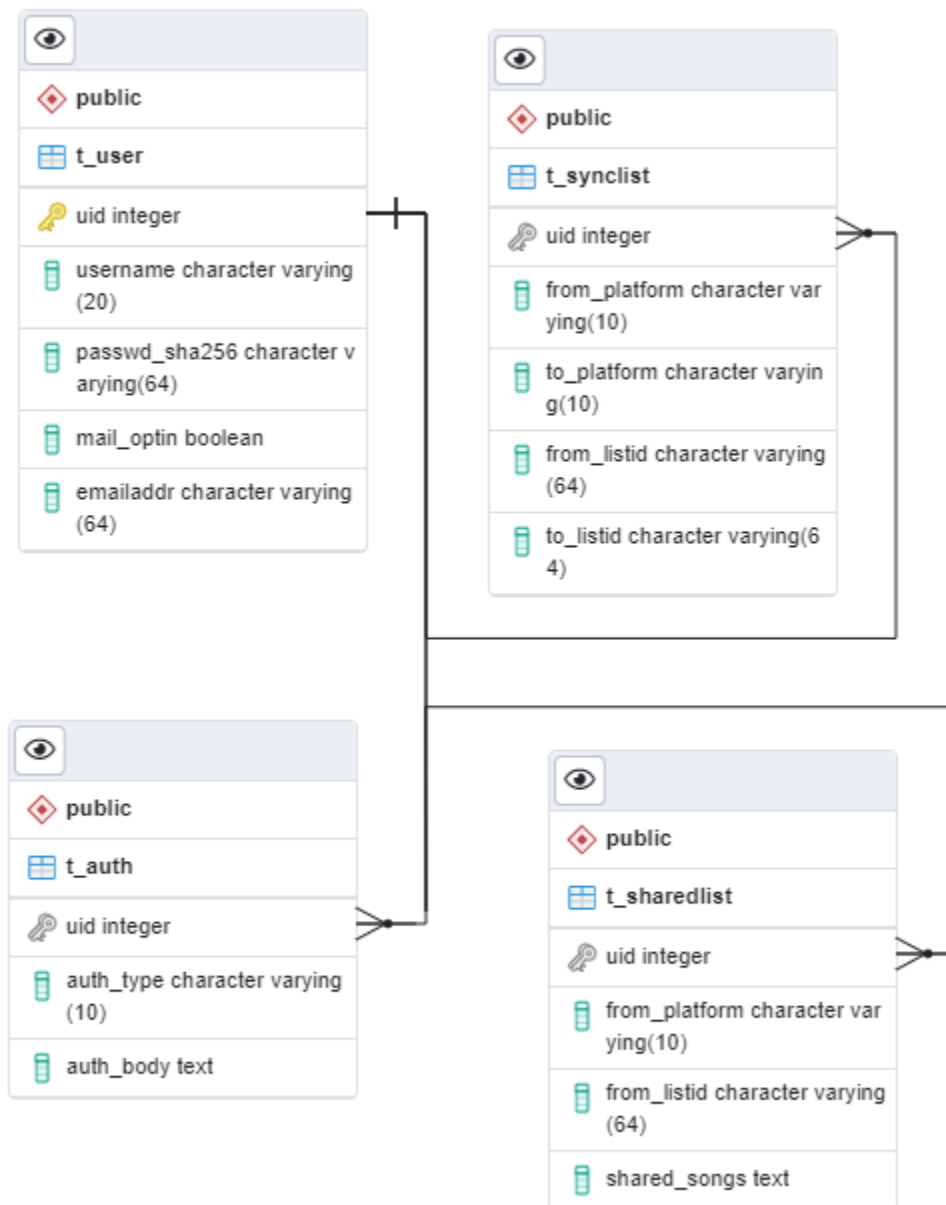 public
t_user
uid integer
username character varying
(20)
passwd_sha256 character v
arying(64)
mail_optin boolean
emailaddr character varying
(64)
public
t_synclist
uid integer
from_platform character var
ying(10)
to_platform character varyin
g(10)
from_listid character varying
(64)
to_listid character varying(6
4)
public
t_auth
uid integer
auth_type character varying
(10)
auth_body text
public
t_sharedlist
uid integer
from_platform character var
ying(10)
from_listid character varying
(64)
shared_songs text